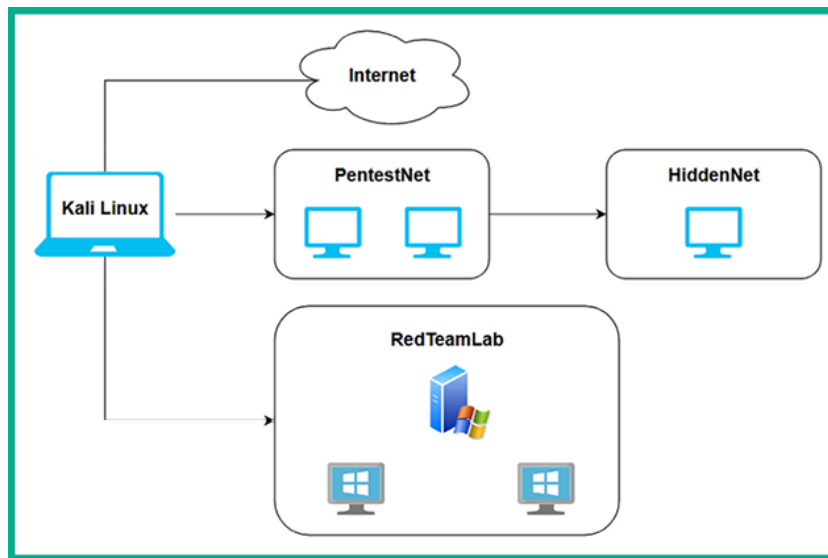 Internet
Kali Linux
PentestNet
HiddenNet
RedTeamLab